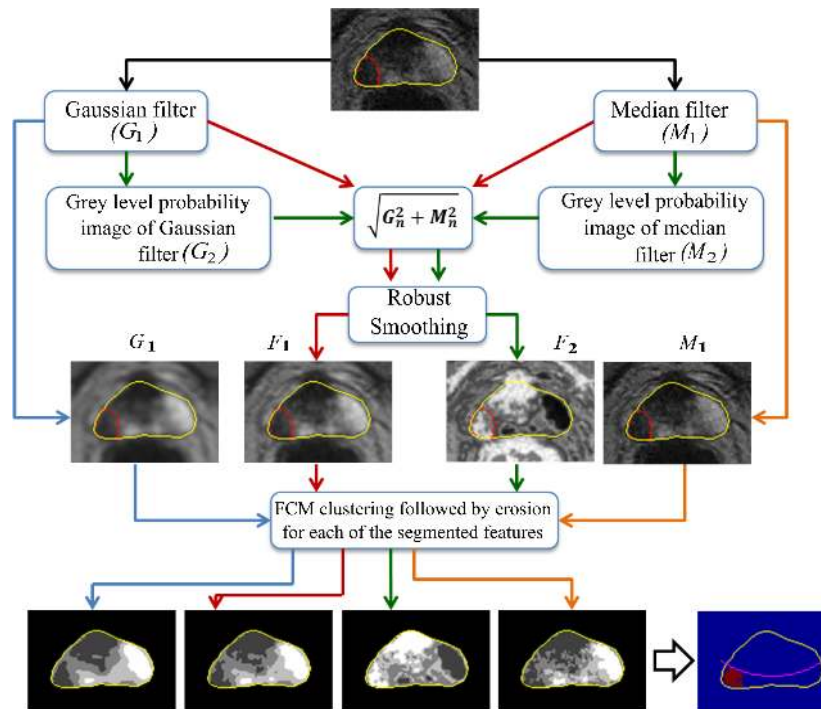 Gaussian filter
(G₁)
Median filter
(M₁)
Grey level probability
image of Gaussian
filter (G₂)
√(Gₙ² + Mₙ²)
Grey level probability
image of median
filter (M₂)
Robust
Smoothing
G₁
F₁
F₂
M₁
FCM clustering followed by erosion
for each of the segmented features